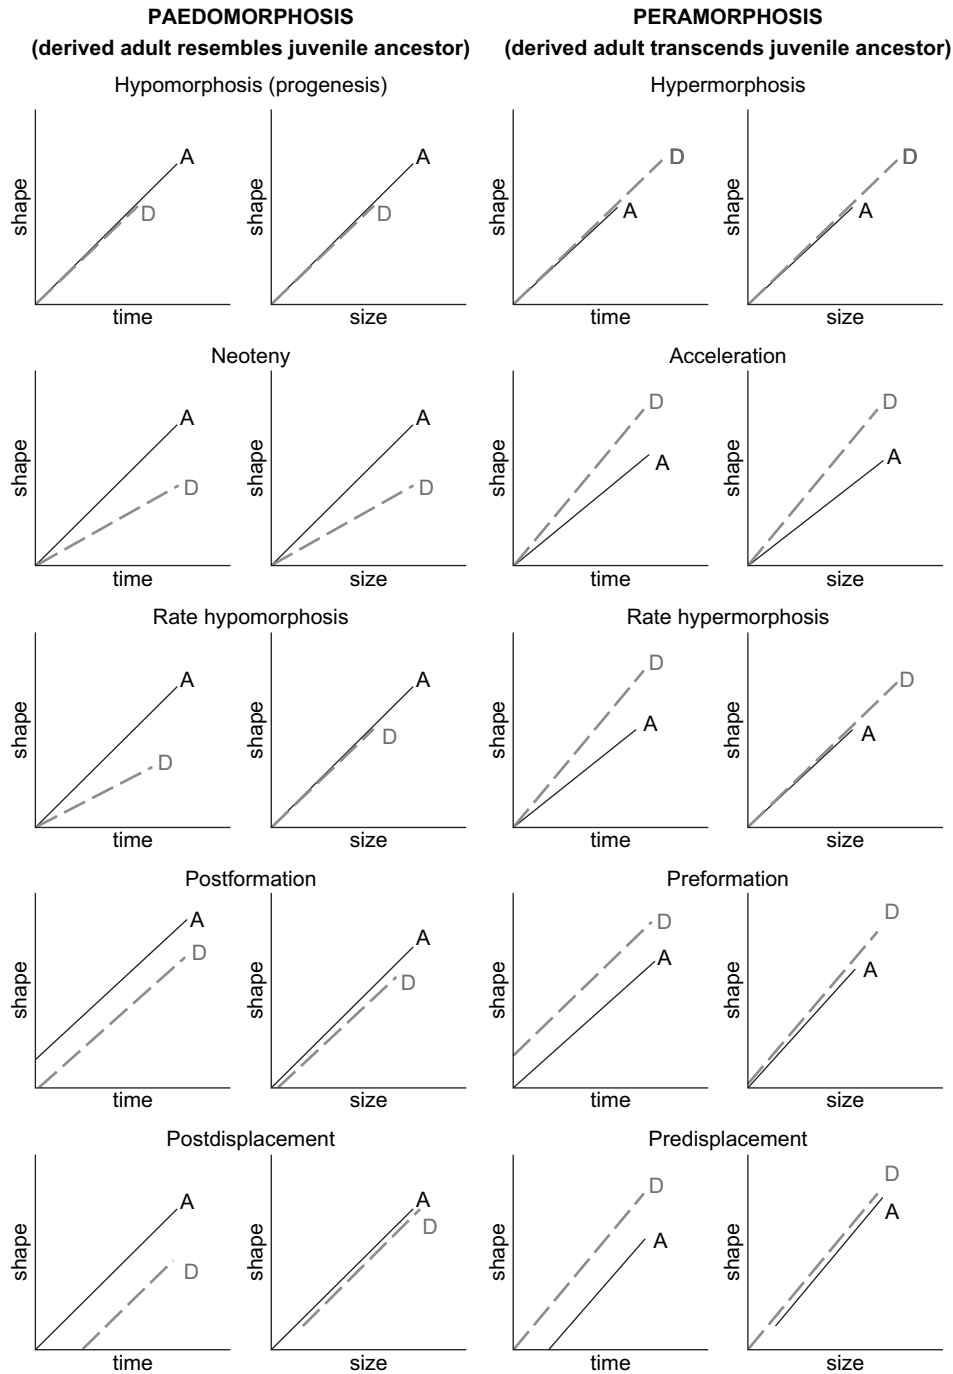 PAEDOMORPHOSIS
(derived adult resembles juvenile ancestor)
PERAMORPHOSIS
(derived adult transcends juvenile ancestor)
Hypomorphosis (progenesis)
shape
A
D
time
shape
A
D
size
Hypermorphosis
shape
D
A
time
shape
D
A
size
Neoteny
shape
A
D
time
shape
A
D
size
Acceleration
shape
D
A
time
shape
D
A
size
Rate hypomorphosis
shape
A
D
time
shape
A
D
size
Rate hypermorphosis
shape
D
A
time
shape
D
A
size
Postformation
shape
A
D
time
shape
A
D
size
Preformation
shape
D
A
time
shape
D
A
size
Postdisplacement
shape
A
D
time
shape
A
D
size
Predisplacement
shape
D
A
time
shape
D
A
size